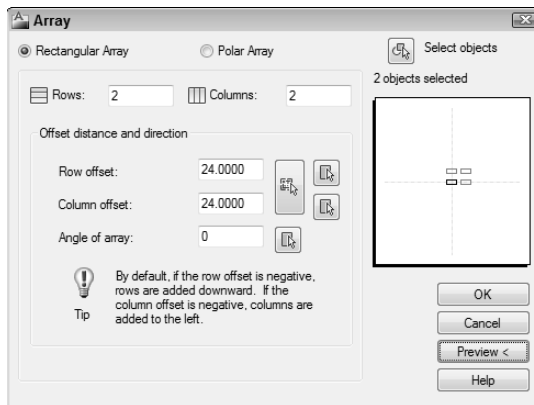 Array
Rectangular Array
Polar Array
Select objects
2 objects selected
Rows: 2
Columns: 2
Offset distance and direction
Row offset: 24.0000
Column offset: 24.0000
Angle of array: 0
Tip
By default, if the row offset is negative,
rows are added downward. If the
column offset is negative, columns are
added to the left.
OK
Cancel
Preview <
Help